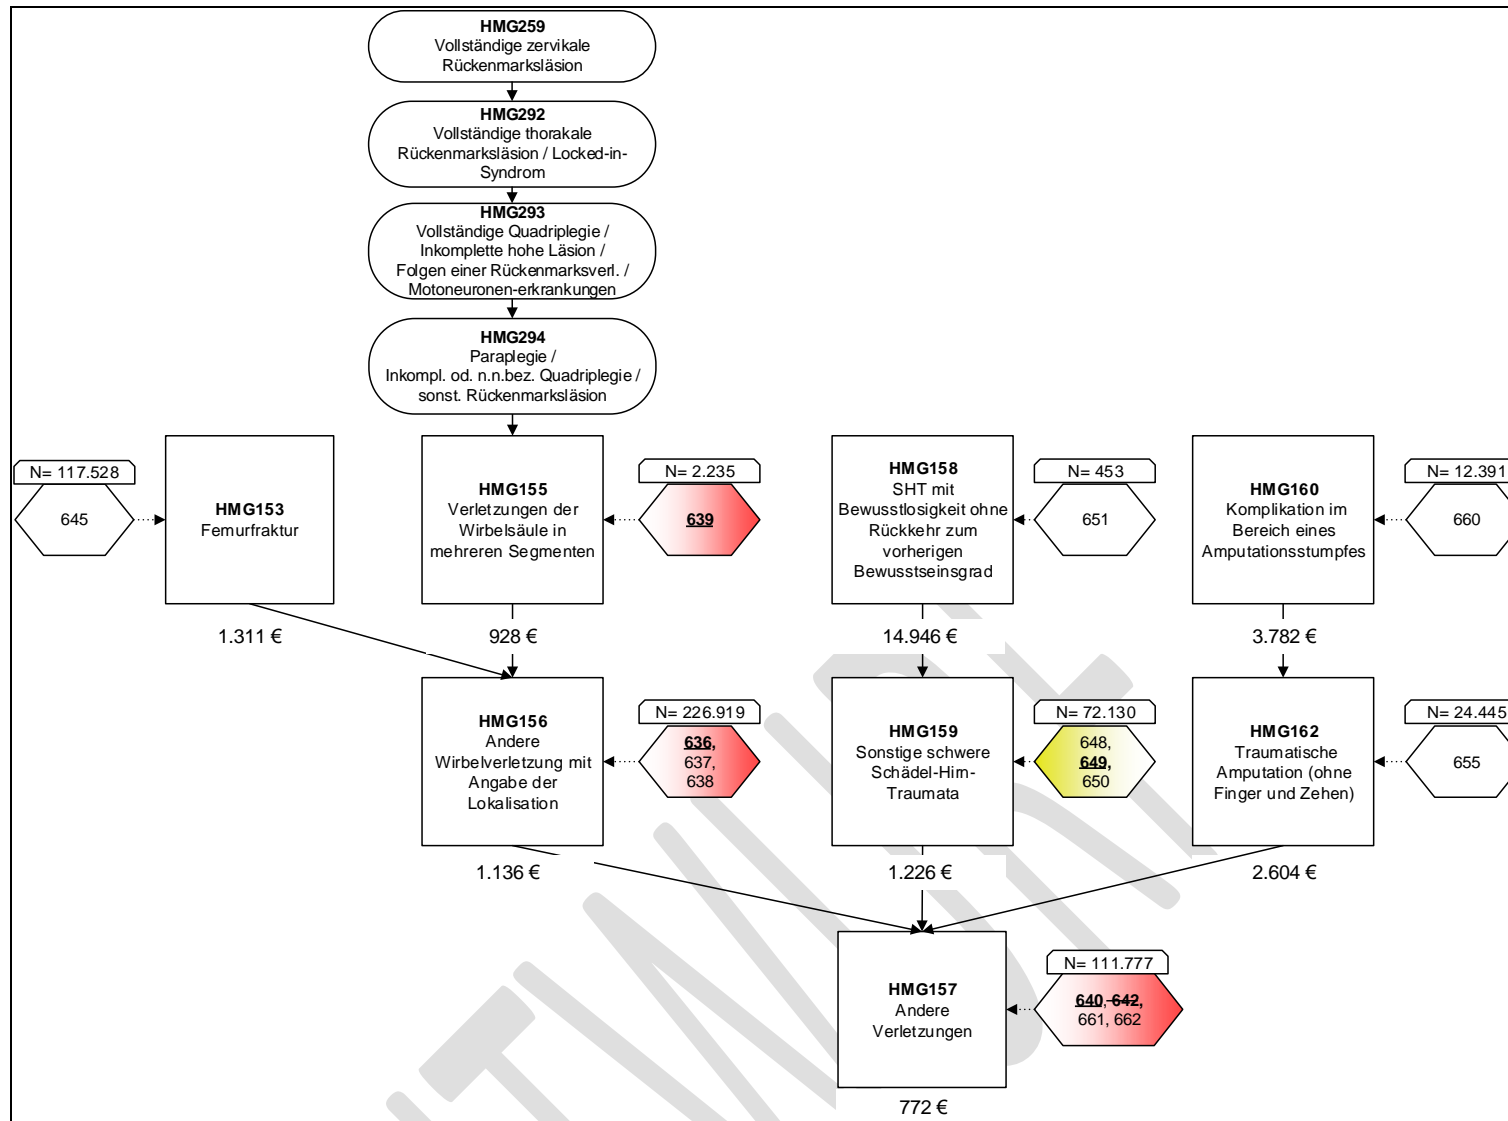 HMG259
Vollständige zervikale
Rückenmarksläsion
HMG292
Vollständige thorakale
Rückenmarksläsion / Locked-in-
Syndrom
HMG293
Vollständige Quadriplegie /
Inkomplette hohe Läsion /
Folgen einer Rückenmarksverl. /
Motoneuronen-erkrankungen
HMG294
Paraplegie /
Inkompl. od. n.n.bez. Quadriplegie /
sonst. Rückenmarksläsion
N= 117.528
645
HMG153
Femurfraktur
1.311 €
HMG155
Verletzungen der
Wirbelsäule in
mehreren Segmenten
928 €
N= 2.235
639
HMG158
SHT mit
Bewusstlosigkeit ohne
Rückkehr zum
vorherigen
Bewusstseinsgrad
14.946 €
N= 453
651
HMG160
Komplikation im
Bereich eines
Amputationsstumpfes
3.782 €
N= 12.391
660
HMG156
Andere
Wirbelverletzung mit
Angabe der
Lokalisation
1.136 €
N= 226.919
636,
637,
638
HMG159
Sonstige schwere
Schädel-Hirn-
Traumata
1.226 €
N= 72.130
648,
649,
650
HMG162
Traumatische
Amputation (ohne
Finger und Zehen)
2.604 €
N= 24.445
655
HMG157
Andere
Verletzungen
772 €
N= 111.777
640, 642,
661, 662